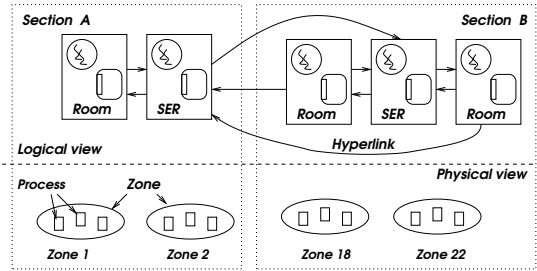 Section A
Section B
Room
SER
Room
SER
Room
Hyperlink
Logical view
Physical view
Process
Zone
Zone 1
Zone 2
Zone 18
Zone 22